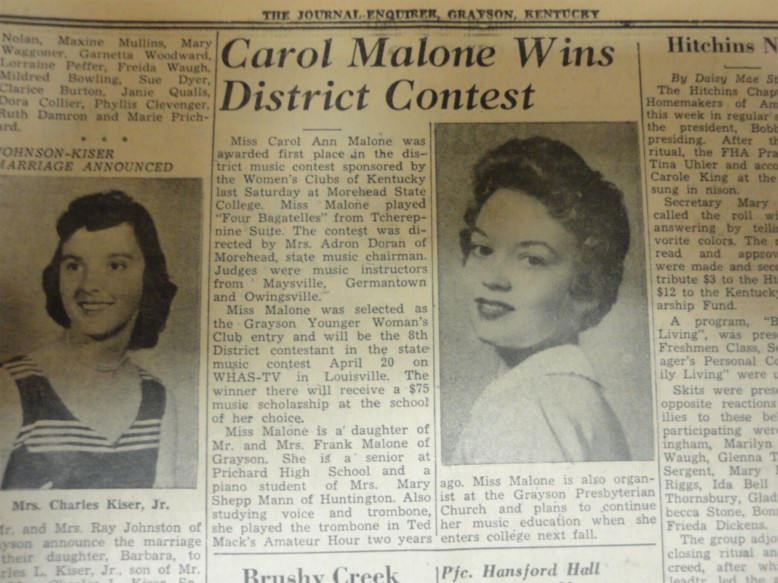 THE JOURNAL-ENQUIRER, GRAYSON, KENTUCKY
Nolan, Maxine Mullins, Mary
Waggoner, Garnetta Woodward,
Lorraine Peffer, Freida Waugh,
Mildred Bowling, Sue Dyer,
Clarice Burton, Janie Qualls,
Dora Collier, Phyllis Clevenger,
Ruth Damron and Marie Prich-
ard.
JOHNSON-KISER
MARRIAGE ANNOUNCED
Mrs. Charles Kiser, Jr.
Mr. and Mrs. Ray Johnston of
announce the marriage
their daughter, Barbara, to
L. Kiser, Jr., son of Mr.
Carol Malone Wins
District Contest
Miss Carol Ann Malone was
awarded first place in the dis-
trict music contest sponsored by
the Women's Clubs of Kentucky
last Saturday at Morehead State
College. Miss Malone played
"Four Bagatelles" from Tcherep-
nine Suite. The contest was di-
rected by Mrs. Adron Doran of
Morehead, state music chairman.
Judges were music instructors
from Maysville, Germantown
and Owingsville.
Miss Malone was selected as
the Grayson Younger Woman's
Club entry and will be the 8th
District contestant in the state
music contest April 20 on
WHAS-TV in Louisville. The
winner there will receive a $75
music scholarship at the school
of her choice.
Miss Malone is a daughter of
Mr. and Mrs. Frank Malone of
Grayson. She is a senior at
Prichard High School and a
piano student of Mrs. Mary
Shepp Mann of Huntington. Also
studying voice and trombone,
she played the trombone in Ted
Mack's Amateur Hour two years
ago. Miss Malone is also organ-
ist at the Grayson Presbyterian
Church and plans to continue
her music education when she
enters college next fall.
Brushy Creek
Pfc. Hansford Hall
Hitchins N
By Daisy Mae St
The Hitchins Chap
Homemakers of Am
this week in regular s
the president, Bobb
presiding. After th
ritual, the FHA Pra
Tina Uhler and acco
Carole King at the
sung in nison.
Secretary Mary
called the roll wi
answering by telli
vorite colors. The
read and approv
were made and secr
tribute $3 to the Hu
$12 to the Kentucky
arship Fund.
A program, "B
Living", was pres
Freshmen Class, Se
ager's Personal Co
ily Living" were u
Skits were prese
opposite reactions
ilies to these be
participating were
ingham, Marilyn
Waugh, Glenna T
Sergent, Mary
Riggs, Ida Bell
Thornsbury, Glad
becca Stone, Bonn
Frieda Dickens.
The group adjo
closing ritual an
creed, after wh